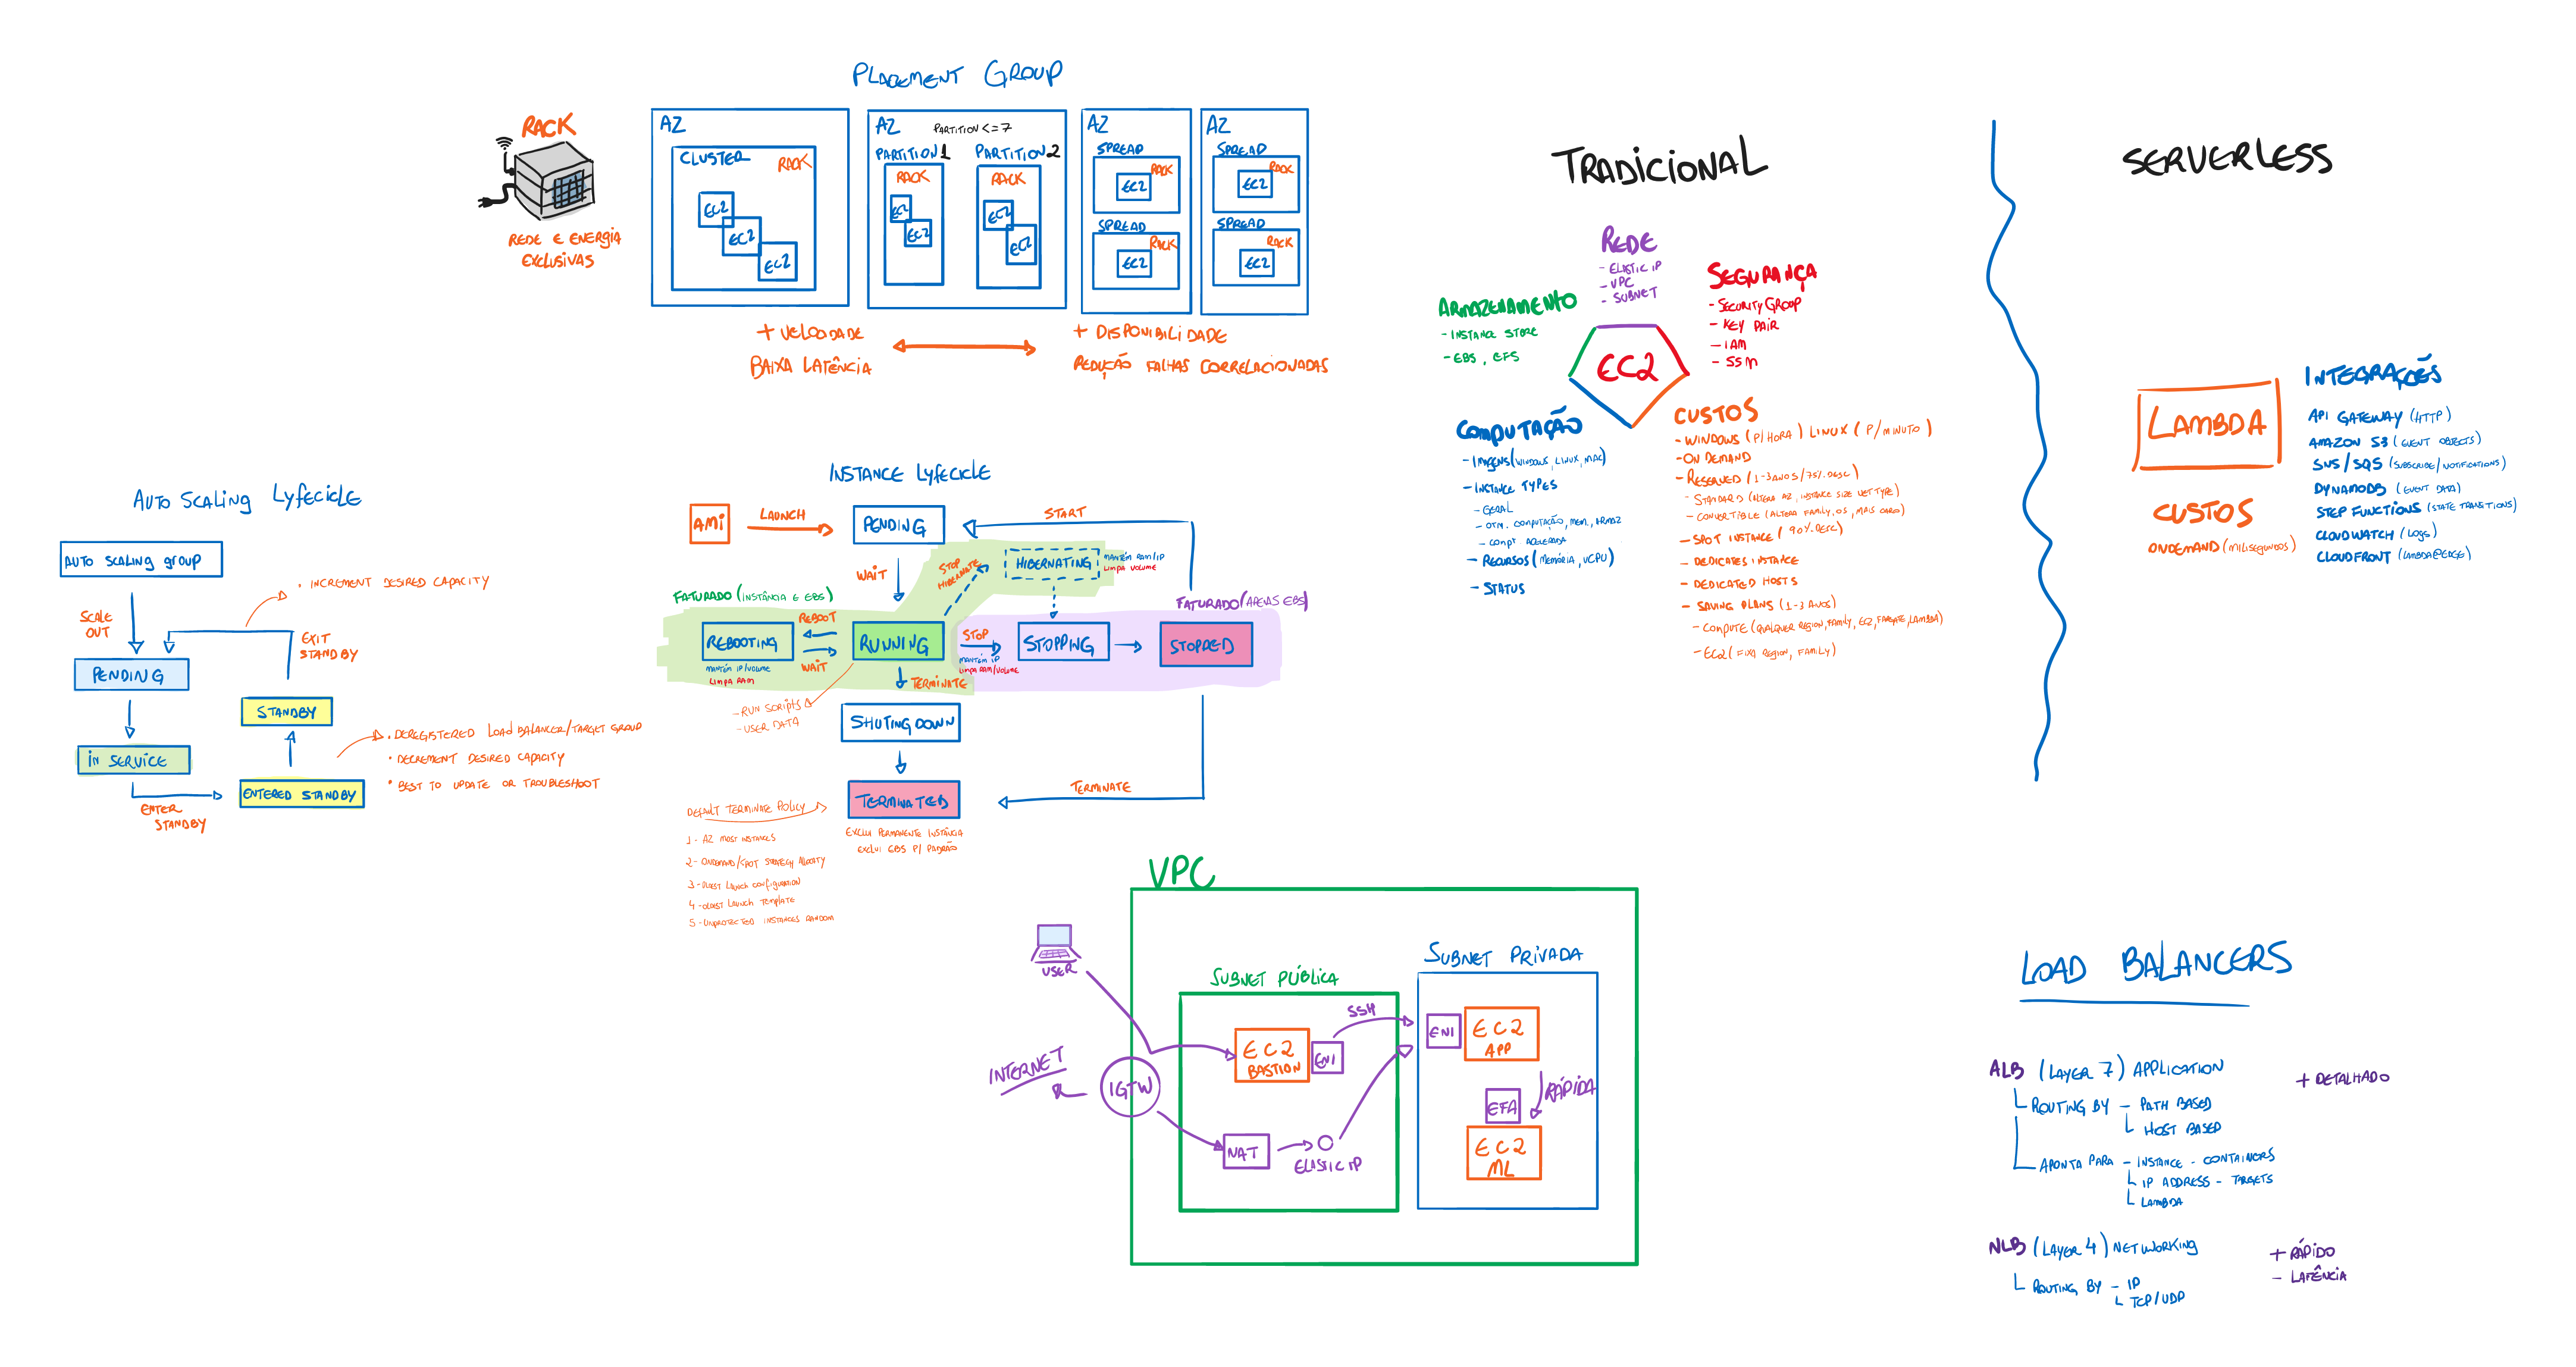 PLACEMENT GROUP
RACK
REDE E ENERGIA
EXCLUSIVAS
AZ
CLUSTER
RACK
EC2
EC2
EC2
AZ
PARTITION <= 7
PARTITION 1
RACK
EC2
EC2
PARTITION 2
RACK
EC2
EC2
AZ
SPREAD
RACK
EC2
SPREAD
RACK
EC2
AZ
SPREAD
RACK
EC2
SPREAD
RACK
EC2
+ VELOCIDADE
BAIXA LATÊNCIA
+ DISPONIBILIDADE
REDUÇÃO FALHAS CORRELACIONADAS
TRADICIONAL
REDE
- ELASTIC IP
- VPC
- SUBNET
SEGURANÇA
- SECURITY GROUP
- KEY PAIR
- IAM
- SSM
ARMAZENAMENTO
- INSTANCE STORE
- EBS, EFS
EC2
COMPUTAÇÃO
- IMAGENS (WINDOWS, LINUX, MAC)
- INSTANCE TYPES
- GERAL
- OTM. COMPUTAÇÃO, MEM., ARMAZ
- COMPT ACELERADA
- RECURSOS (MEMÓRIA, vCPU)
- STATUS
CUSTOS
- WINDOWS (P/ HORA) LINUX (P/ MINUTO)
- ON DEMAND
- RESERVED (1-3 ANOS / 75% DESC)
- STANDARD (ALTERA AZ, INSTANCE SIZE NET TYPE)
- CONVERTIBLE (ALTERA FAMILY, OS, MAIS CARO)
- SPOT INSTANCE (90% DESC)
- DEDICATES INSTANCE
- DEDICATED HOSTS
- SAVING PLANS (1-3 ANOS)
- COMPUTE (QUALQUER REGION, FAMILY, EC2, FARGATE, LAMBDA)
- EC2 (FIXA REGION, FAMILY)
SERVERLESS
LAMBDA
CUSTOS
ONDEMAND (MILISEGUNDOS)
INTEGRAÇÕES
API GATEWAY (HTTP)
AMAZON S3 (EVENT OBJECTS)
SNS/SQS (SUBSCRIBE/NOTIFICATIONS)
DYNAMODB (EVENT DATA)
STEP FUNCTIONS (STATE TRANSITIONS)
CLOUDWATCH (LOGS)
CLOUDFRONT (LAMBDA@EDGE)
AUTO SCALING LYFECICLE
AUTO SCALING GROUP
SCALE
OUT
• INCREMENT DESIRED CAPACITY
EXIT
STANDBY
PENDING
STANDBY
IN SERVICE
ENTERED STANDBY
ENTER
STANDBY
• DEREGISTERED LOAD BALANCER/TARGET GROUP
• DECREMENT DESIRED CAPACITY
• BEST TO UPDATE OR TROUBLESHOOT
INSTANCE LYFECICLE
AMI
LAUNCH
PENDING
START
WAIT
STOP
HIBERNATE
HIBERNATING
MANTÉM RAM/IP
LIMPA VOLUME
FATURADO (INSTÂNCIA E EBS)
FATURADO (APENAS EBS)
REBOOTING
MANTÉM IP/VOLUME
LIMPA RAM
REBOOT
WAIT
RUNNING
STOP
MANTÉM IP
LIMPA RAM/VOLUME
STOPPING
STOPPED
TERMINATE
- RUN SCRIPTS
- USER DATA
SHUTING DOWN
TERMINATED
TERMINATE
EXCLUI PERMANENTE INSTÂNCIA
EXCLUI EBS P/ PADRÃO
DEFAULT TERMINATE POLICY
1 - AZ MOST INSTANCES
2 - ONDEMAND/SPOT STRATEGY
3 - OLDEST LAUNCH CONFIGURATION
4 - OLDEST LAUNCH TEMPLATE
5 - UNPROTECTED INSTANCES RANDOM
VPC
USER
INTERNET
IGTW
SUBNET PÚBLICA
EC2
BASTION
ENI
SSH
NAT
ELASTIC IP
SUBNET PRIVADA
ENI
EC2
APP
RÁPIDA
EFA
EC2
ML
LOAD BALANCERS
ALB (LAYER 7) APPLICATION
+ DETALHADO
ROUTING BY - PATH BASED
HOST BASED
APONTA PARA - INSTANCE - CONTAINERS
IP ADDRESS - TARGETS
LAMBDA
NLB (LAYER 4) NETWORKING
+ RÁPIDO
- LATÊNCIA
ROUTING BY - IP
TCP/UDP